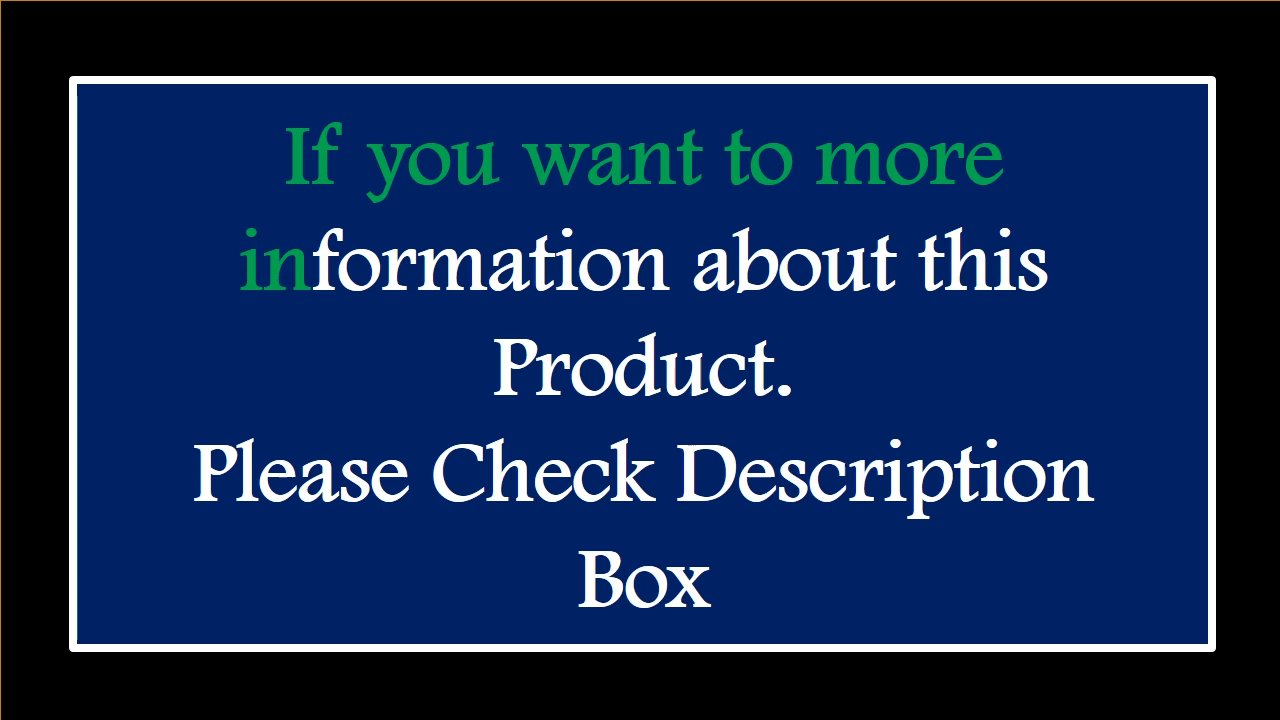 If you want to more
information about this
Product.
Please Check Description
Box